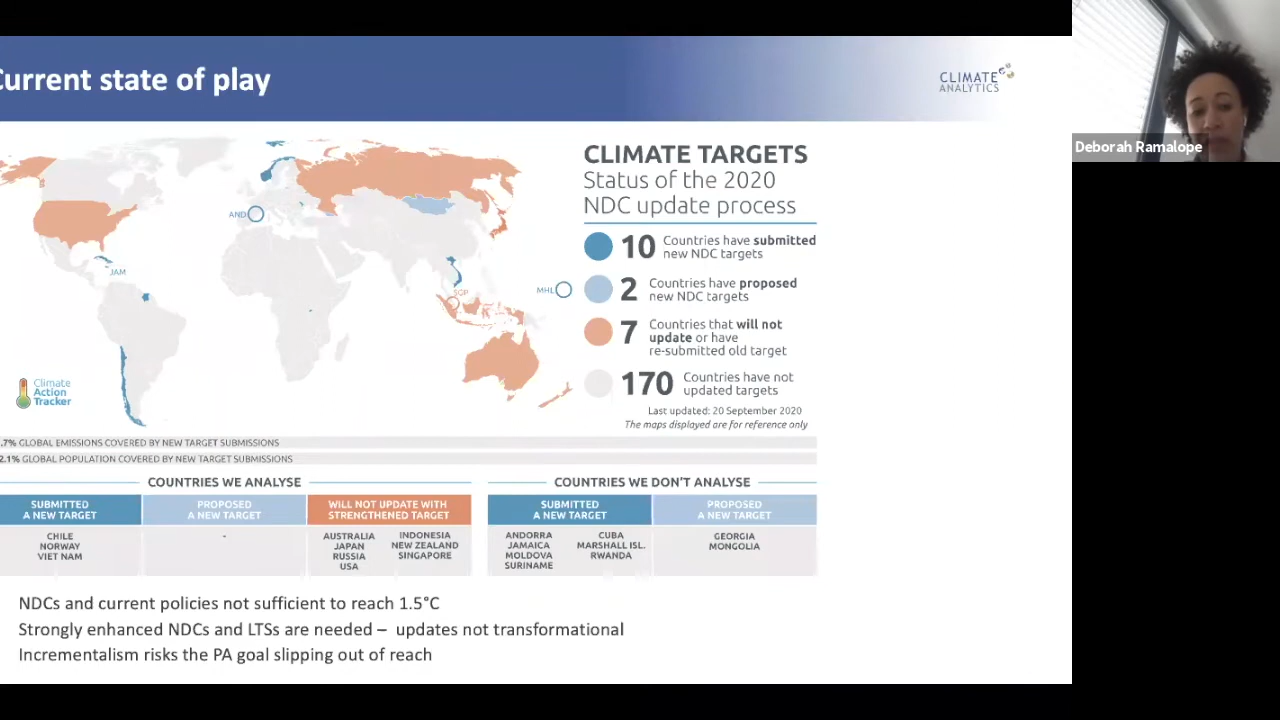 Current state of play
CLIMATE
ANALYTICS
Deborah Ramalope
CLIMATE TARGETS
Status of the 2020
NDC update process
10 Countries have submitted
new NDC targets
2 Countries have proposed
new NDC targets
7 Countries that will not
update or have
re-submitted old target
170 Countries have not
updated targets
Last updated: 20 September 2020
The maps displayed are for reference only
AND
JAM
SGP
MHL
Climate
Action
Tracker
.7% GLOBAL EMISSIONS COVERED BY NEW TARGET SUBMISSIONS
2.1% GLOBAL POPULATION COVERED BY NEW TARGET SUBMISSIONS
COUNTRIES WE ANALYSE
SUBMITTED
A NEW TARGET
CHILE
NORWAY
VIET NAM
PROPOSED
A NEW TARGET
-
WILL NOT UPDATE WITH
STRENGTHENED TARGET
AUSTRALIA
JAPAN
RUSSIA
USA
INDONESIA
NEW ZEALAND
SINGAPORE
COUNTRIES WE DON'T ANALYSE
SUBMITTED
A NEW TARGET
ANDORRA
JAMAICA
MOLDOVA
SURINAME
CUBA
MARSHALL ISL.
RWANDA
PROPOSED
A NEW TARGET
GEORGIA
MONGOLIA
NDCs and current policies not sufficient to reach 1.5°C
Strongly enhanced NDCs and LTSs are needed – updates not transformational
Incrementalism risks the PA goal slipping out of reach